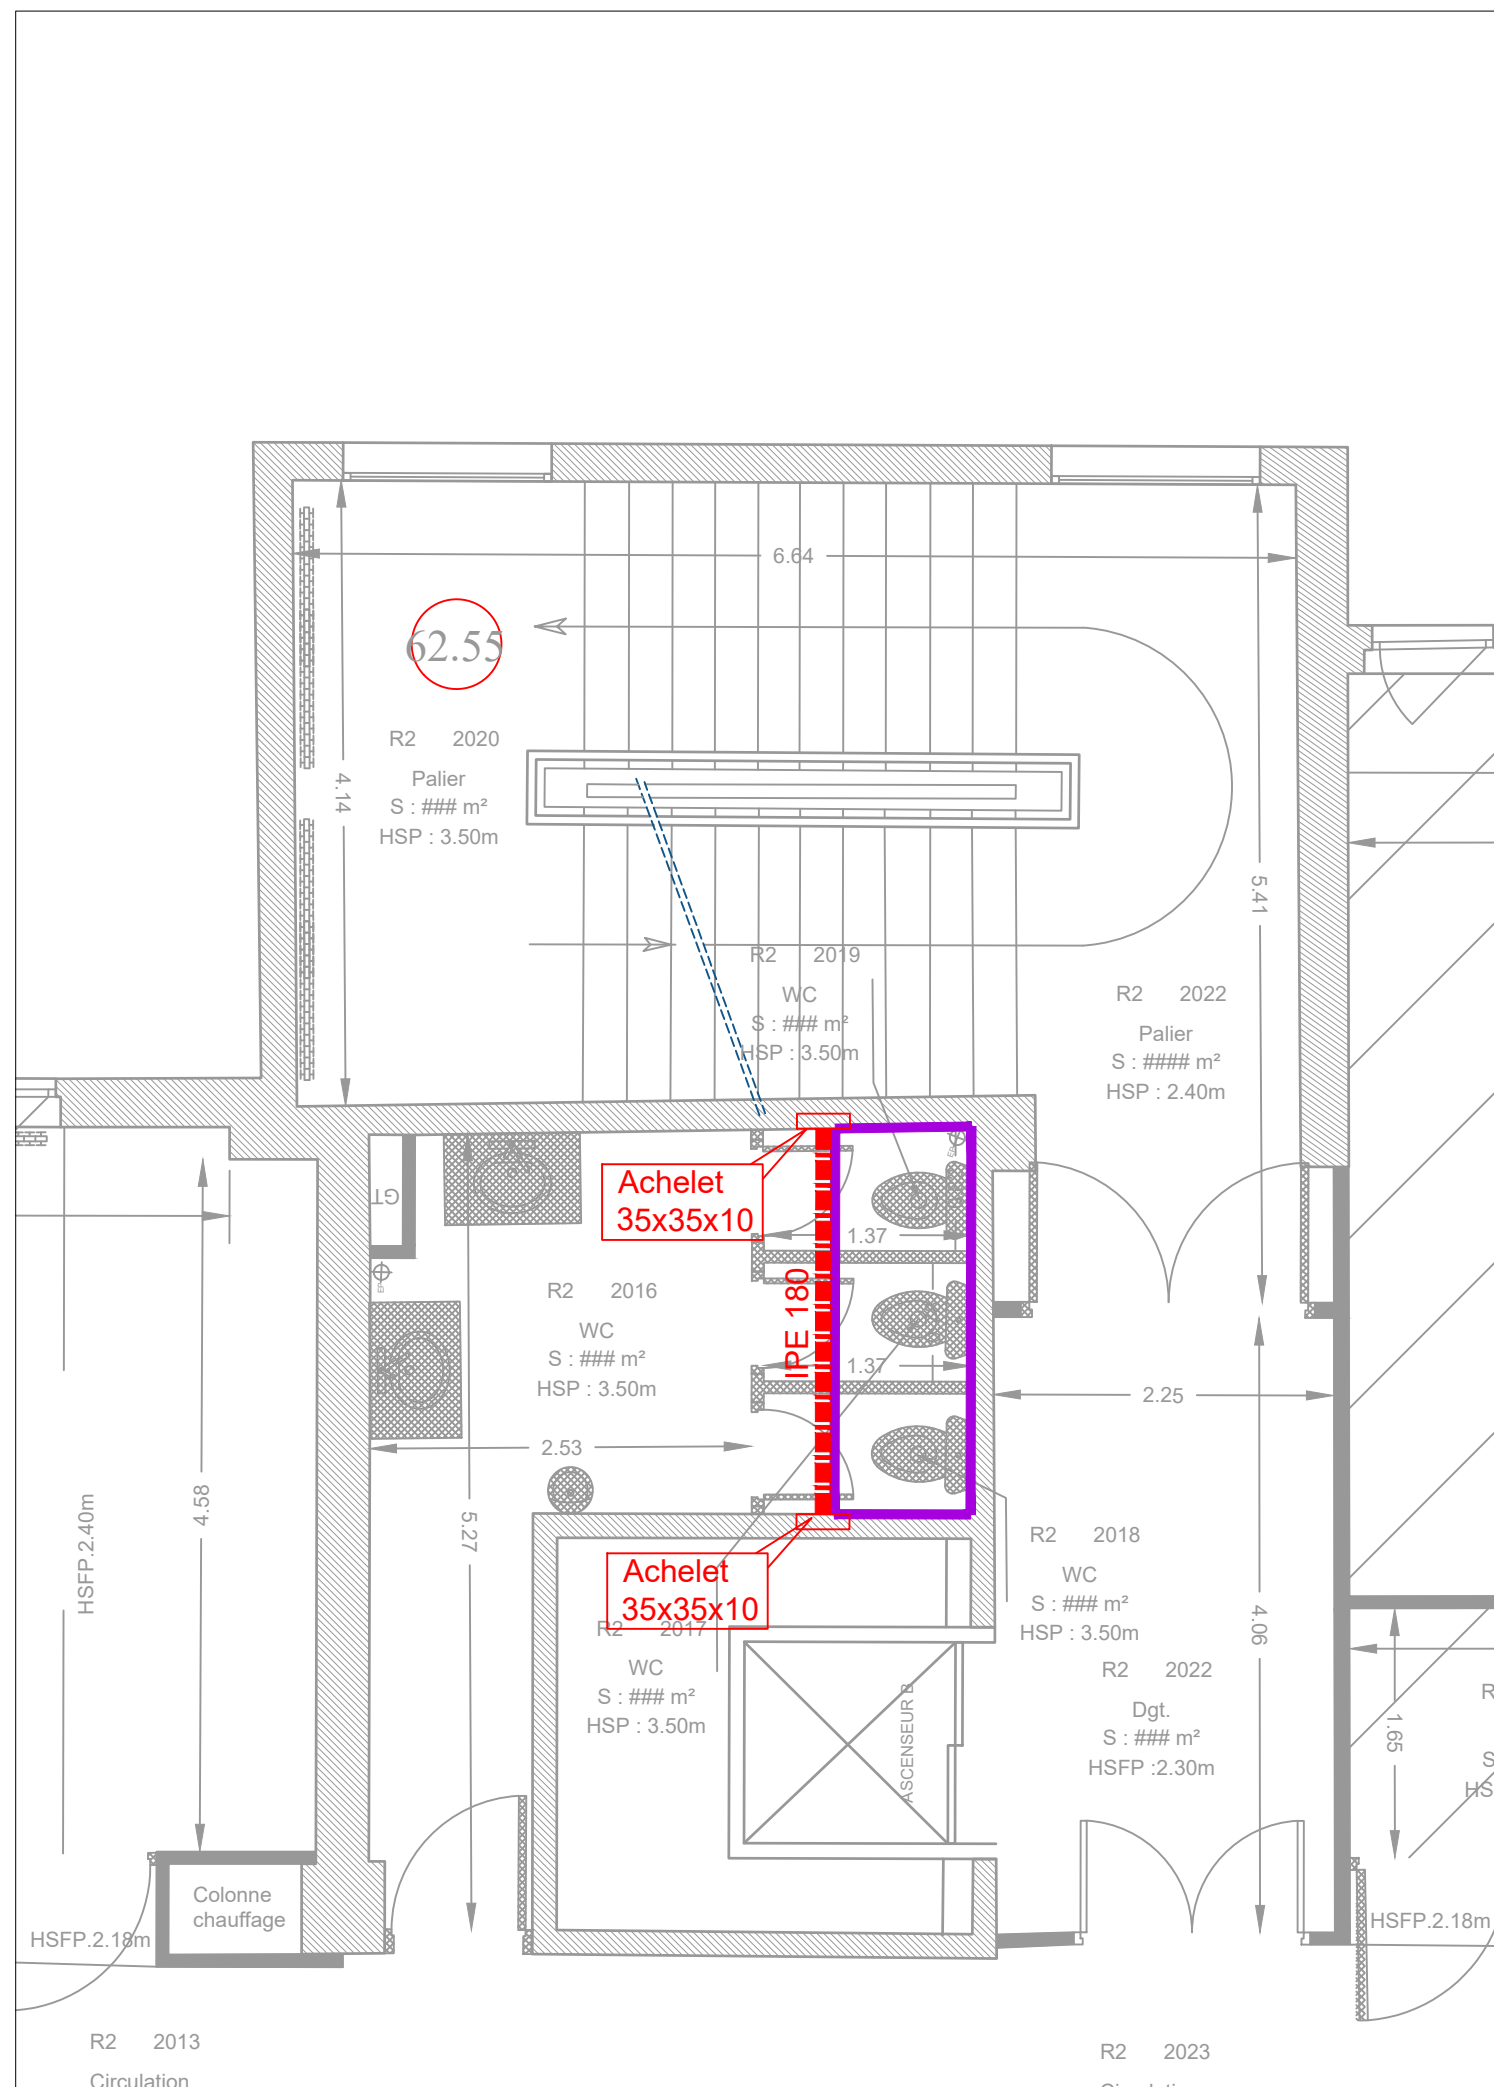 6.64
62.55
R2 2020
Palier
S : ### m²
HSP : 3.50m
4.14
5.41
R2 2019
WC
S : ### m²
HSP : 3.50m
R2 2022
Palier
S : #### m²
HSP : 2.40m
Achelet
35x35x10
GT
1.37
IPE 180
R2 2016
WC
S : ### m²
HSP : 3.50m
1.37
2.25
2.53
4.58
5.27
HSFP.2.40m
R2 2018
WC
S : ### m²
HSP : 3.50m
Achelet
35x35x10
R2 2017
WC
S : ### m²
HSP : 3.50m
4.06
R2 2022
Dgt.
S : ### m²
HSFP :2.30m
ASCENSEUR B
1.65
R
S
HS
Colonne
chauffage
HSFP.2.18m
HSFP.2.18m
R2 2013
Circulation
R2 2023